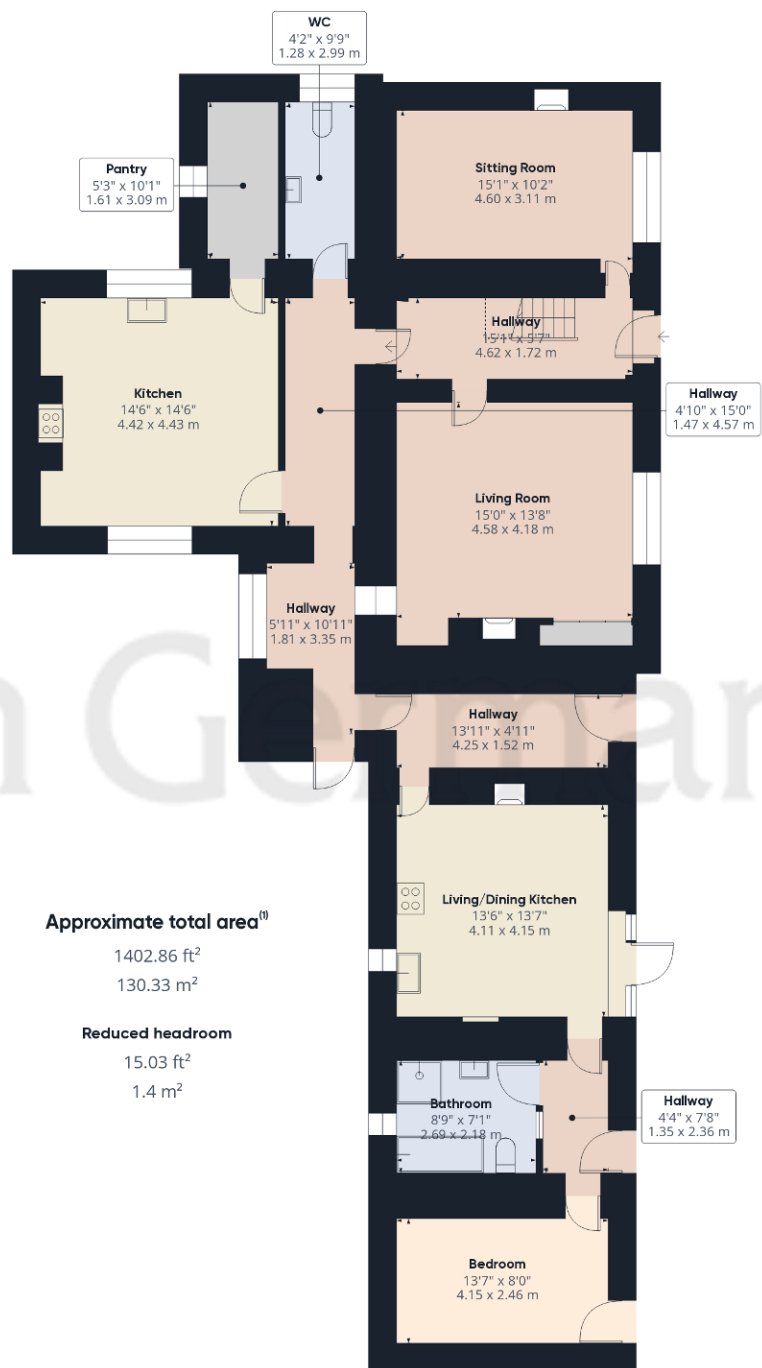 WC
4'2" x 9'9"
1.28 x 2.99 m
Pantry
5'3" x 10'1"
1.61 x 3.09 m
Sitting Room
15'1" x 10'2"
4.60 x 3.11 m
Hallway
15'1" x 5'7"
4.62 x 1.72 m
Kitchen
14'6" x 14'6"
4.42 x 4.43 m
Hallway
4'10" x 15'0"
1.47 x 4.57 m
Living Room
15'0" x 13'8"
4.58 x 4.18 m
Hallway
5'11" x 10'11"
1.81 x 3.35 m
n German
Hallway
13'11" x 4'11"
4.25 x 1.52 m
Living/Dining Kitchen
13'6" x 13'7"
4.11 x 4.15 m
Approximate total area(1)
1402.86 ft²
130.33 m²
Reduced headroom
15.03 ft²
1.4 m²
Bathroom
8'9" x 7'1"
2.69 x 2.18 m
Hallway
4'4" x 7'8"
1.35 x 2.36 m
Bedroom
13'7" x 8'0"
4.15 x 2.46 m